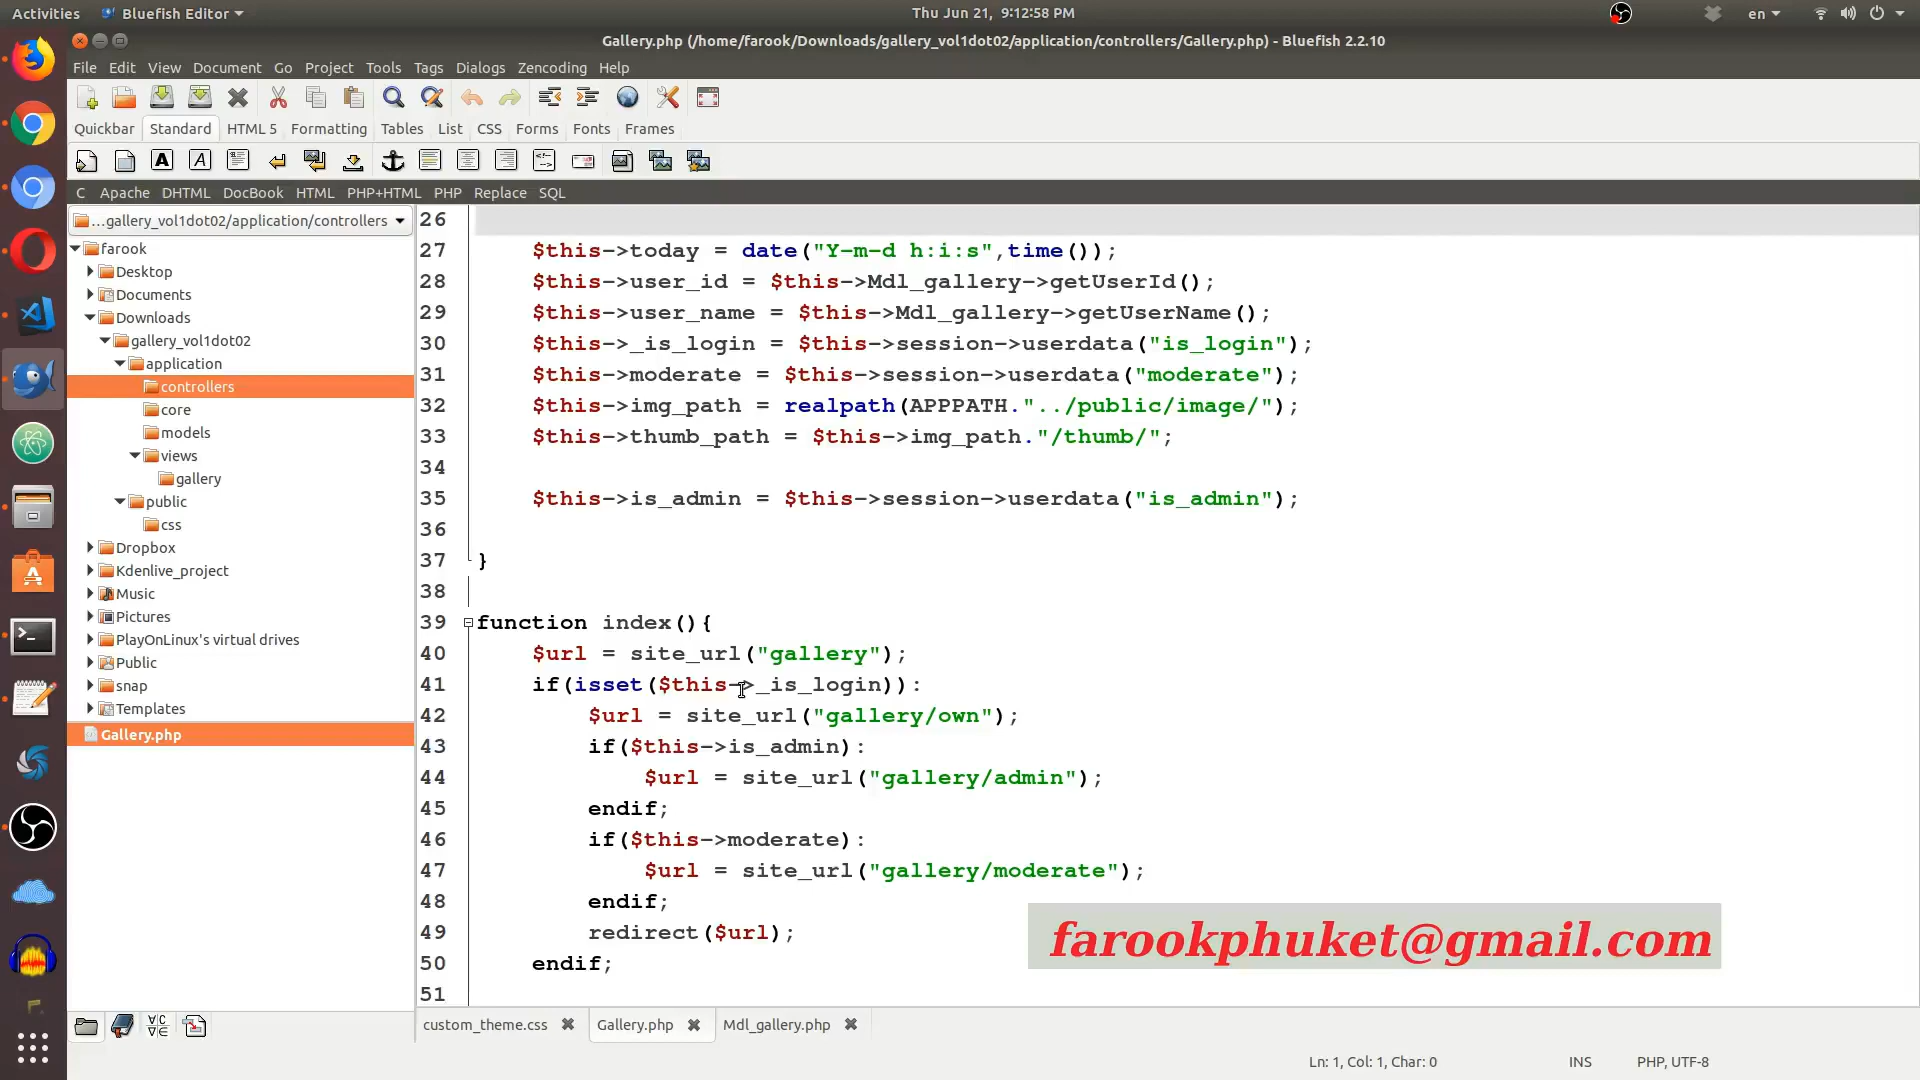 Activities Bluefish Editor Thu Jun 21, 9:12:58 PM en
Gallery.php (/home/farook/Downloads/gallery_vol1dot02/application/controllers/Gallery.php) - Bluefish 2.2.10
File Edit View Document Go Project Tools Tags Dialogs Zencoding Help
Quickbar Standard HTML 5 Formatting Tables List CSS Forms Fonts Frames
C Apache DHTML DocBook HTML PHP+HTML PHP Replace SQL
...gallery_vol1dot02/application/controllers
farook
Desktop
Documents
Downloads
gallery_vol1dot02
application
controllers
core
models
views
gallery
public
css
Dropbox
Kdenlive_project
Music
Pictures
PlayOnLinux's virtual drives
Public
snap
Templates
Gallery.php
26
27 $this->today = date("Y-m-d h:i:s",time());
28 $this->user_id = $this->Mdl_gallery->getUserId();
29 $this->user_name = $this->Mdl_gallery->getUserName();
30 $this->_is_login = $this->session->userdata("is_login");
31 $this->moderate = $this->session->userdata("moderate");
32 $this->img_path = realpath(APPPATH."../public/image/");
33 $this->thumb_path = $this->img_path."/thumb/";
34
35 $this->is_admin = $this->session->userdata("is_admin");
36
37 }
38
39 function index(){
40 $url = site_url("gallery");
41 if(isset($this->_is_login)):
42 $url = site_url("gallery/own");
43 if($this->is_admin):
44 $url = site_url("gallery/admin");
45 endif;
46 if($this->moderate):
47 $url = site_url("gallery/moderate");
48 endif;
49 redirect($url);
50 endif;
51
farookphuket@gmail.com
custom_theme.css Gallery.php Mdl_gallery.php
Ln: 1, Col: 1, Char: 0 INS PHP, UTF-8